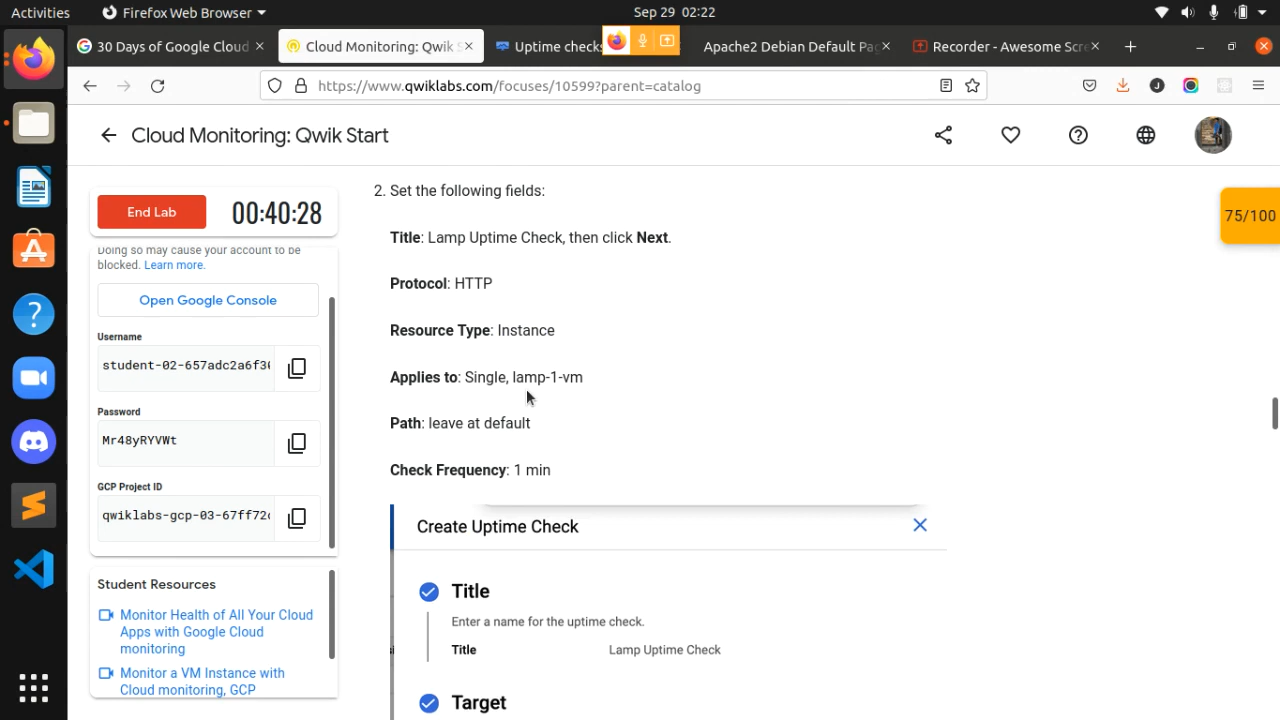 Activities
Firefox Web Browser
Sep 29 02:22
30 Days of Google Cloud
Cloud Monitoring: Qwik S
Uptime checks
Apache2 Debian Default Pa
Recorder - Awesome Scre
https://www.qwiklabs.com/focuses/10599?parent=catalog
Cloud Monitoring: Qwik Start
End Lab
00:40:28
Doing so may cause your account to be
blocked. Learn more.
Open Google Console
Username
student-02-657adc2a6f3
Password
Mr48yRYVWt
GCP Project ID
qwiklabs-gcp-03-67ff72
Student Resources
Monitor Health of All Your Cloud
Apps with Google Cloud
monitoring
Monitor a VM Instance with
Cloud monitoring, GCP
2. Set the following fields:
Title: Lamp Uptime Check, then click Next.
Protocol: HTTP
Resource Type: Instance
Applies to: Single, lamp-1-vm
Path: leave at default
Check Frequency: 1 min
Create Uptime Check
Title
Enter a name for the uptime check.
Title Lamp Uptime Check
Target
75/100
J